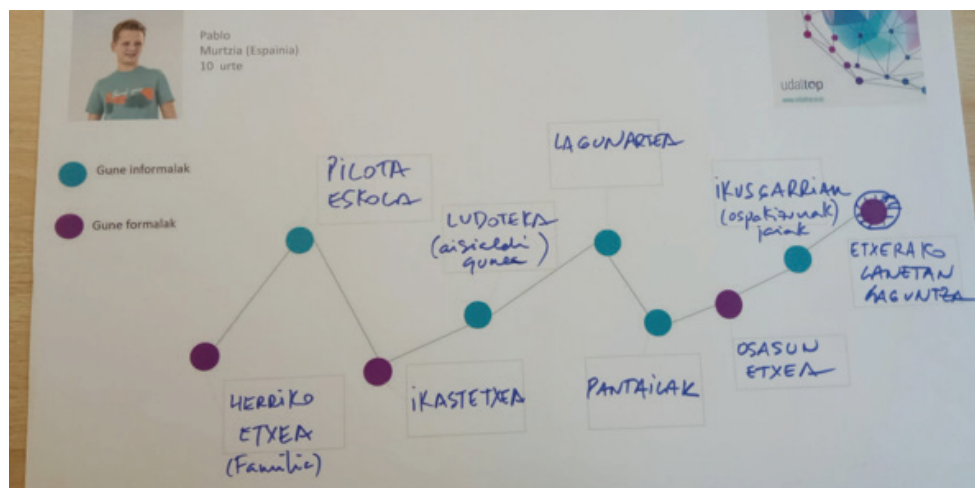 Pablo
Murtzia (Espainia)
10 urte
udaltop
Gune informalak
Gune formalak
PILOTA
ESKOLA
LAGUNARTEA
LUDOTEKA
(aisialdi
gunea)
IKUSGARRIAK
(ospakizunak)
jaiak
ETXERAKO
LANETAN
LAGUNTZA
HERRIKO
ETXEA
(Familia)
IKASTETXEA
PANTAILAK
OSASUN
ETXEA